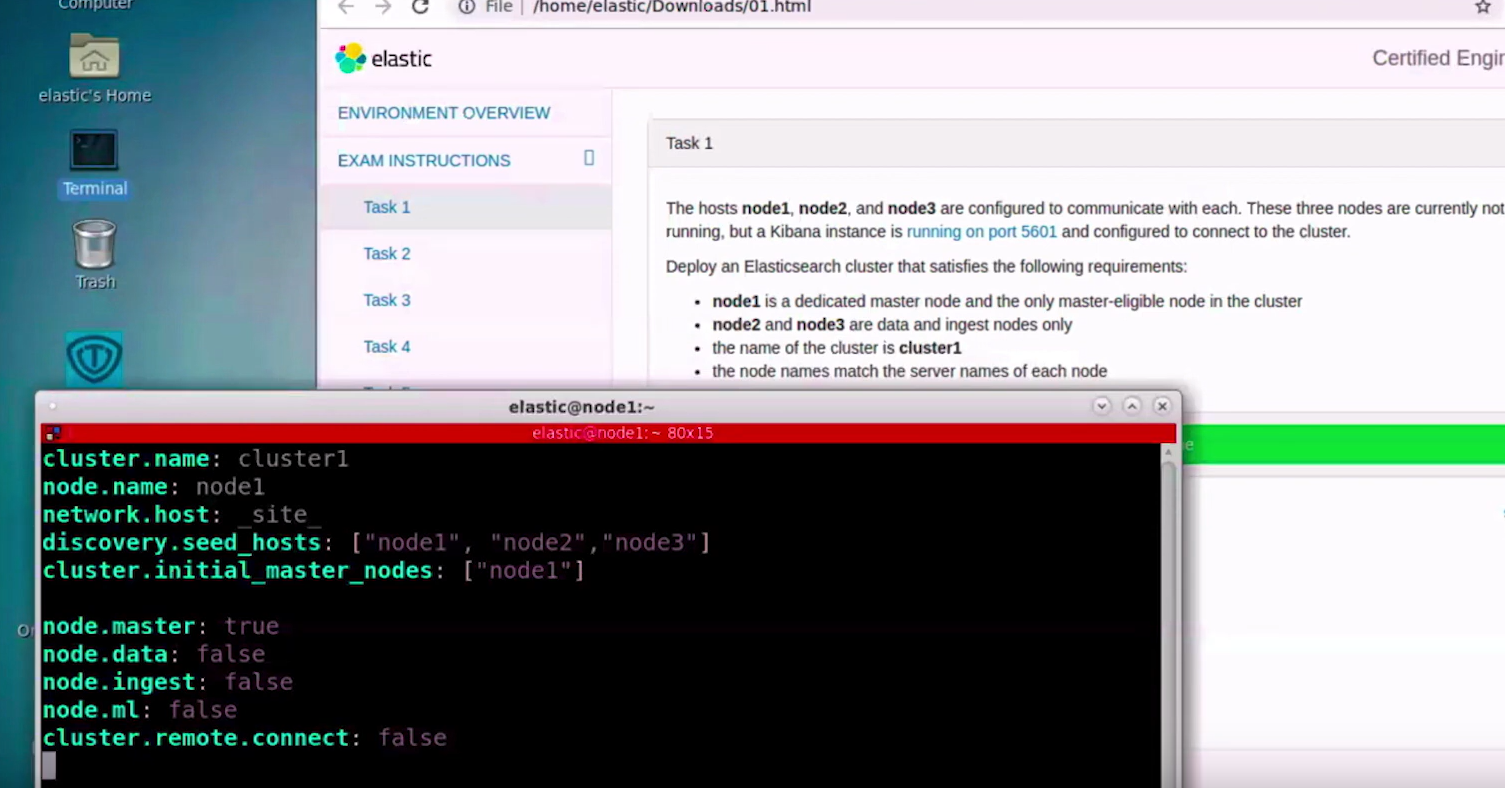 Computer
File | /home/elastic/Downloads/01.html
elastic
Certified Engin
elastic's Home
ENVIRONMENT OVERVIEW
Terminal
EXAM INSTRUCTIONS
Trash
Task 1
Task 2
Task 3
Task 4
Task 1
The hosts node1, node2, and node3 are configured to communicate with each. These three nodes are currently not
running, but a Kibana instance is running on port 5601 and configured to connect to the cluster.
Deploy an Elasticsearch cluster that satisfies the following requirements:
• node1 is a dedicated master node and the only master-eligible node in the cluster
• node2 and node3 are data and ingest nodes only
• the name of the cluster is cluster1
• the node names match the server names of each node
elastic@node1:~
elastic@node1:~ 80x15
cluster.name: cluster1
node.name: node1
network.host: _site_
discovery.seed_hosts: ["node1", "node2","node3"]
cluster.initial_master_nodes: ["node1"]
node.master: true
node.data: false
node.ingest: false
node.ml: false
cluster.remote.connect: false